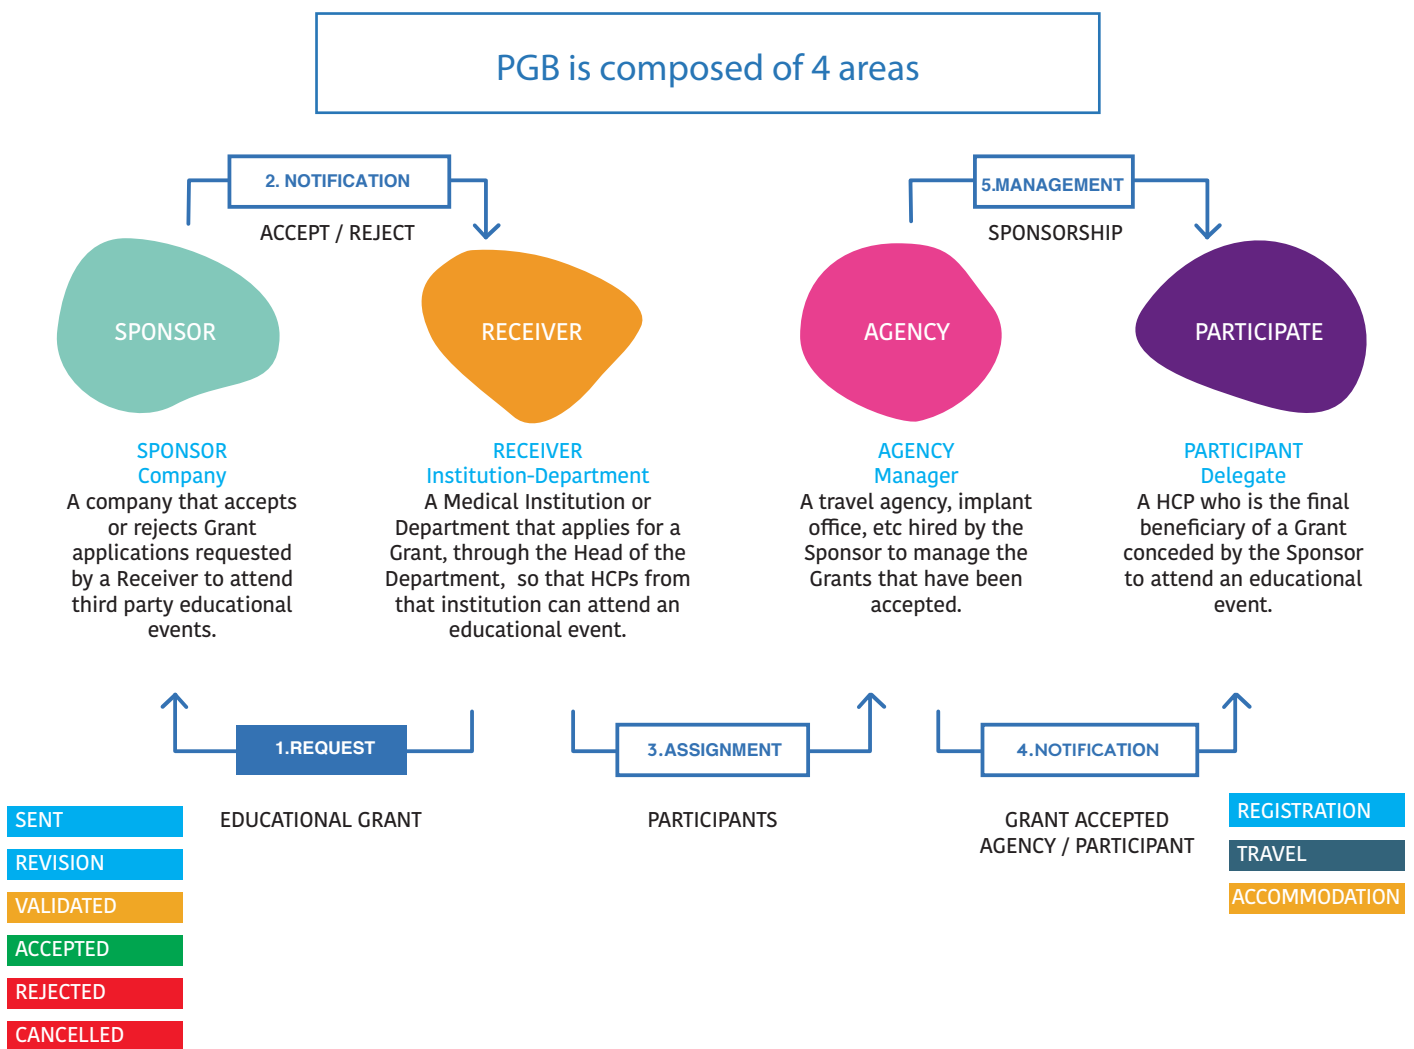 PGB is composed of 4 areas
2. NOTIFICATION
ACCEPT / REJECT
5.MANAGEMENT
SPONSORSHIP
SPONSOR
RECEIVER
AGENCY
PARTICIPATE
SPONSOR
Company
A company that accepts
or rejects Grant
applications requested
by a Receiver to attend
third party educational
events.
RECEIVER
Institution-Department
A Medical Institution or
Department that applies for a
Grant, through the Head of the
Department, so that HCPs from
that institution can attend an
educational event.
AGENCY
Manager
A travel agency, implant
office, etc hired by the
Sponsor to manage the
Grants that have been
accepted.
PARTICIPANT
Delegate
A HCP who is the final
beneficiary of a Grant
conceded by the Sponsor
to attend an educational
event.
1.REQUEST
EDUCATIONAL GRANT
3.ASSIGNMENT
PARTICIPANTS
4.NOTIFICATION
GRANT ACCEPTED
AGENCY / PARTICIPANT
SENT
REVISION
VALIDATED
ACCEPTED
REJECTED
CANCELLED
REGISTRATION
TRAVEL
ACCOMMODATION